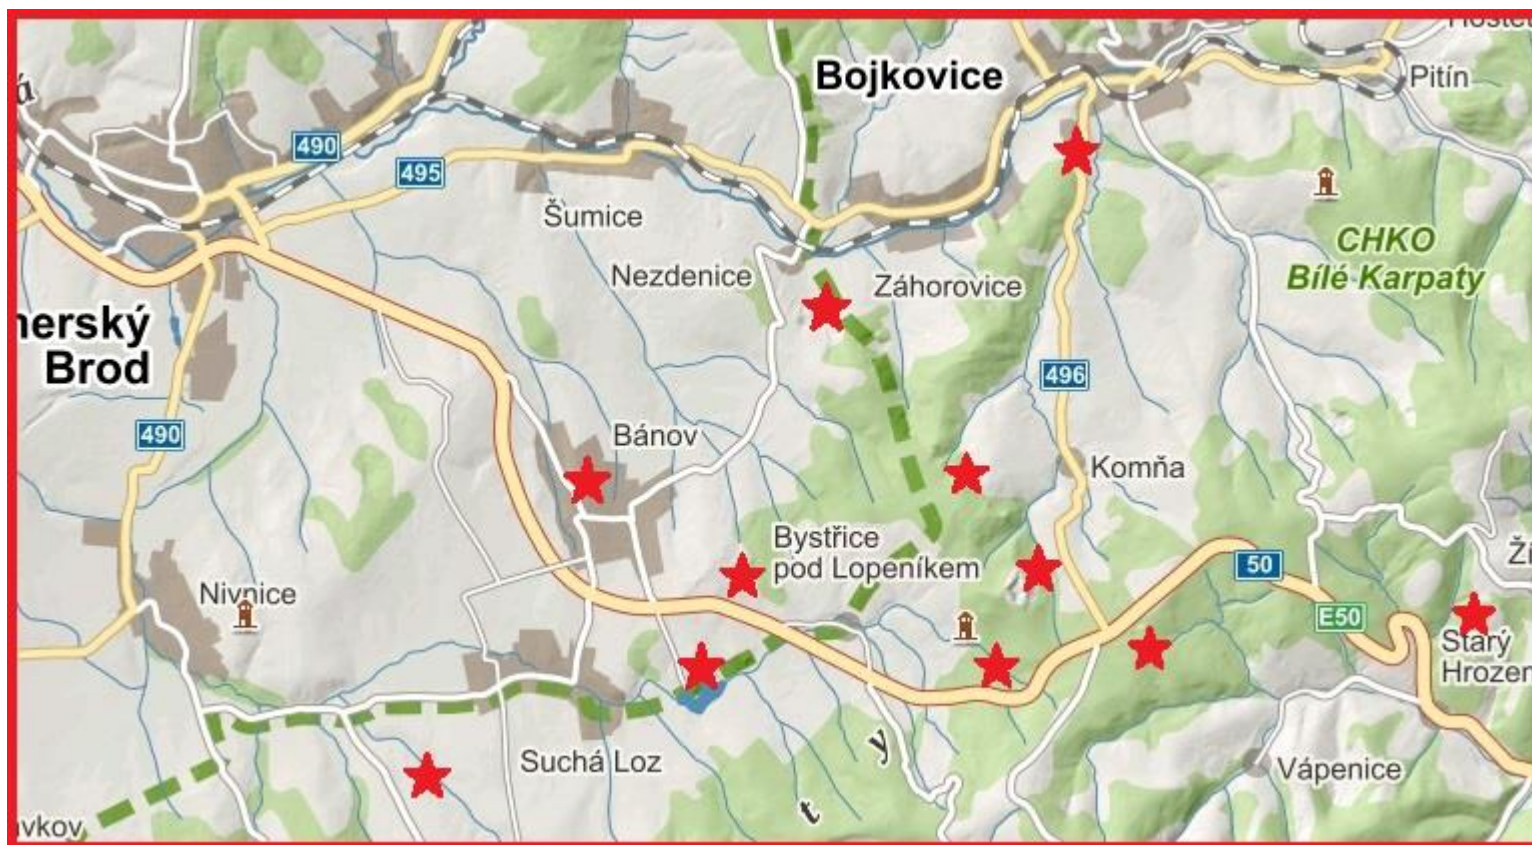 Bojkovice
Pitín
490
495
Šumice
CHKO
Bílé Karpaty
Nezdenice
Záhorovice
nerský
Brod
496
490
Bánov
Komňa
Bystřice
pod Lopeníkem
50
Nivnice
E50
Starý
Hrozen
Suchá Loz
Vápenice
y
t
vkov